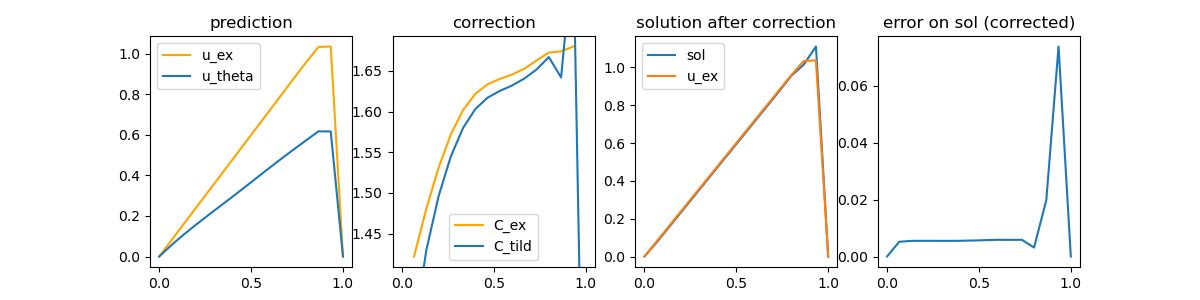 prediction
1.0
0.8
0.6
0.4
0.2
0.0
0.0 0.5 1.0
u_ex
u_theta
correction
1.65
1.60
1.55
1.50
1.45
0.0 0.5 1.0
C_ex
C_tild
solution after correction
1.0
0.8
0.6
0.4
0.2
0.0
0.0 0.5 1.0
sol
u_ex
error on sol (corrected)
0.06
0.04
0.02
0.00
0.0 0.5 1.0